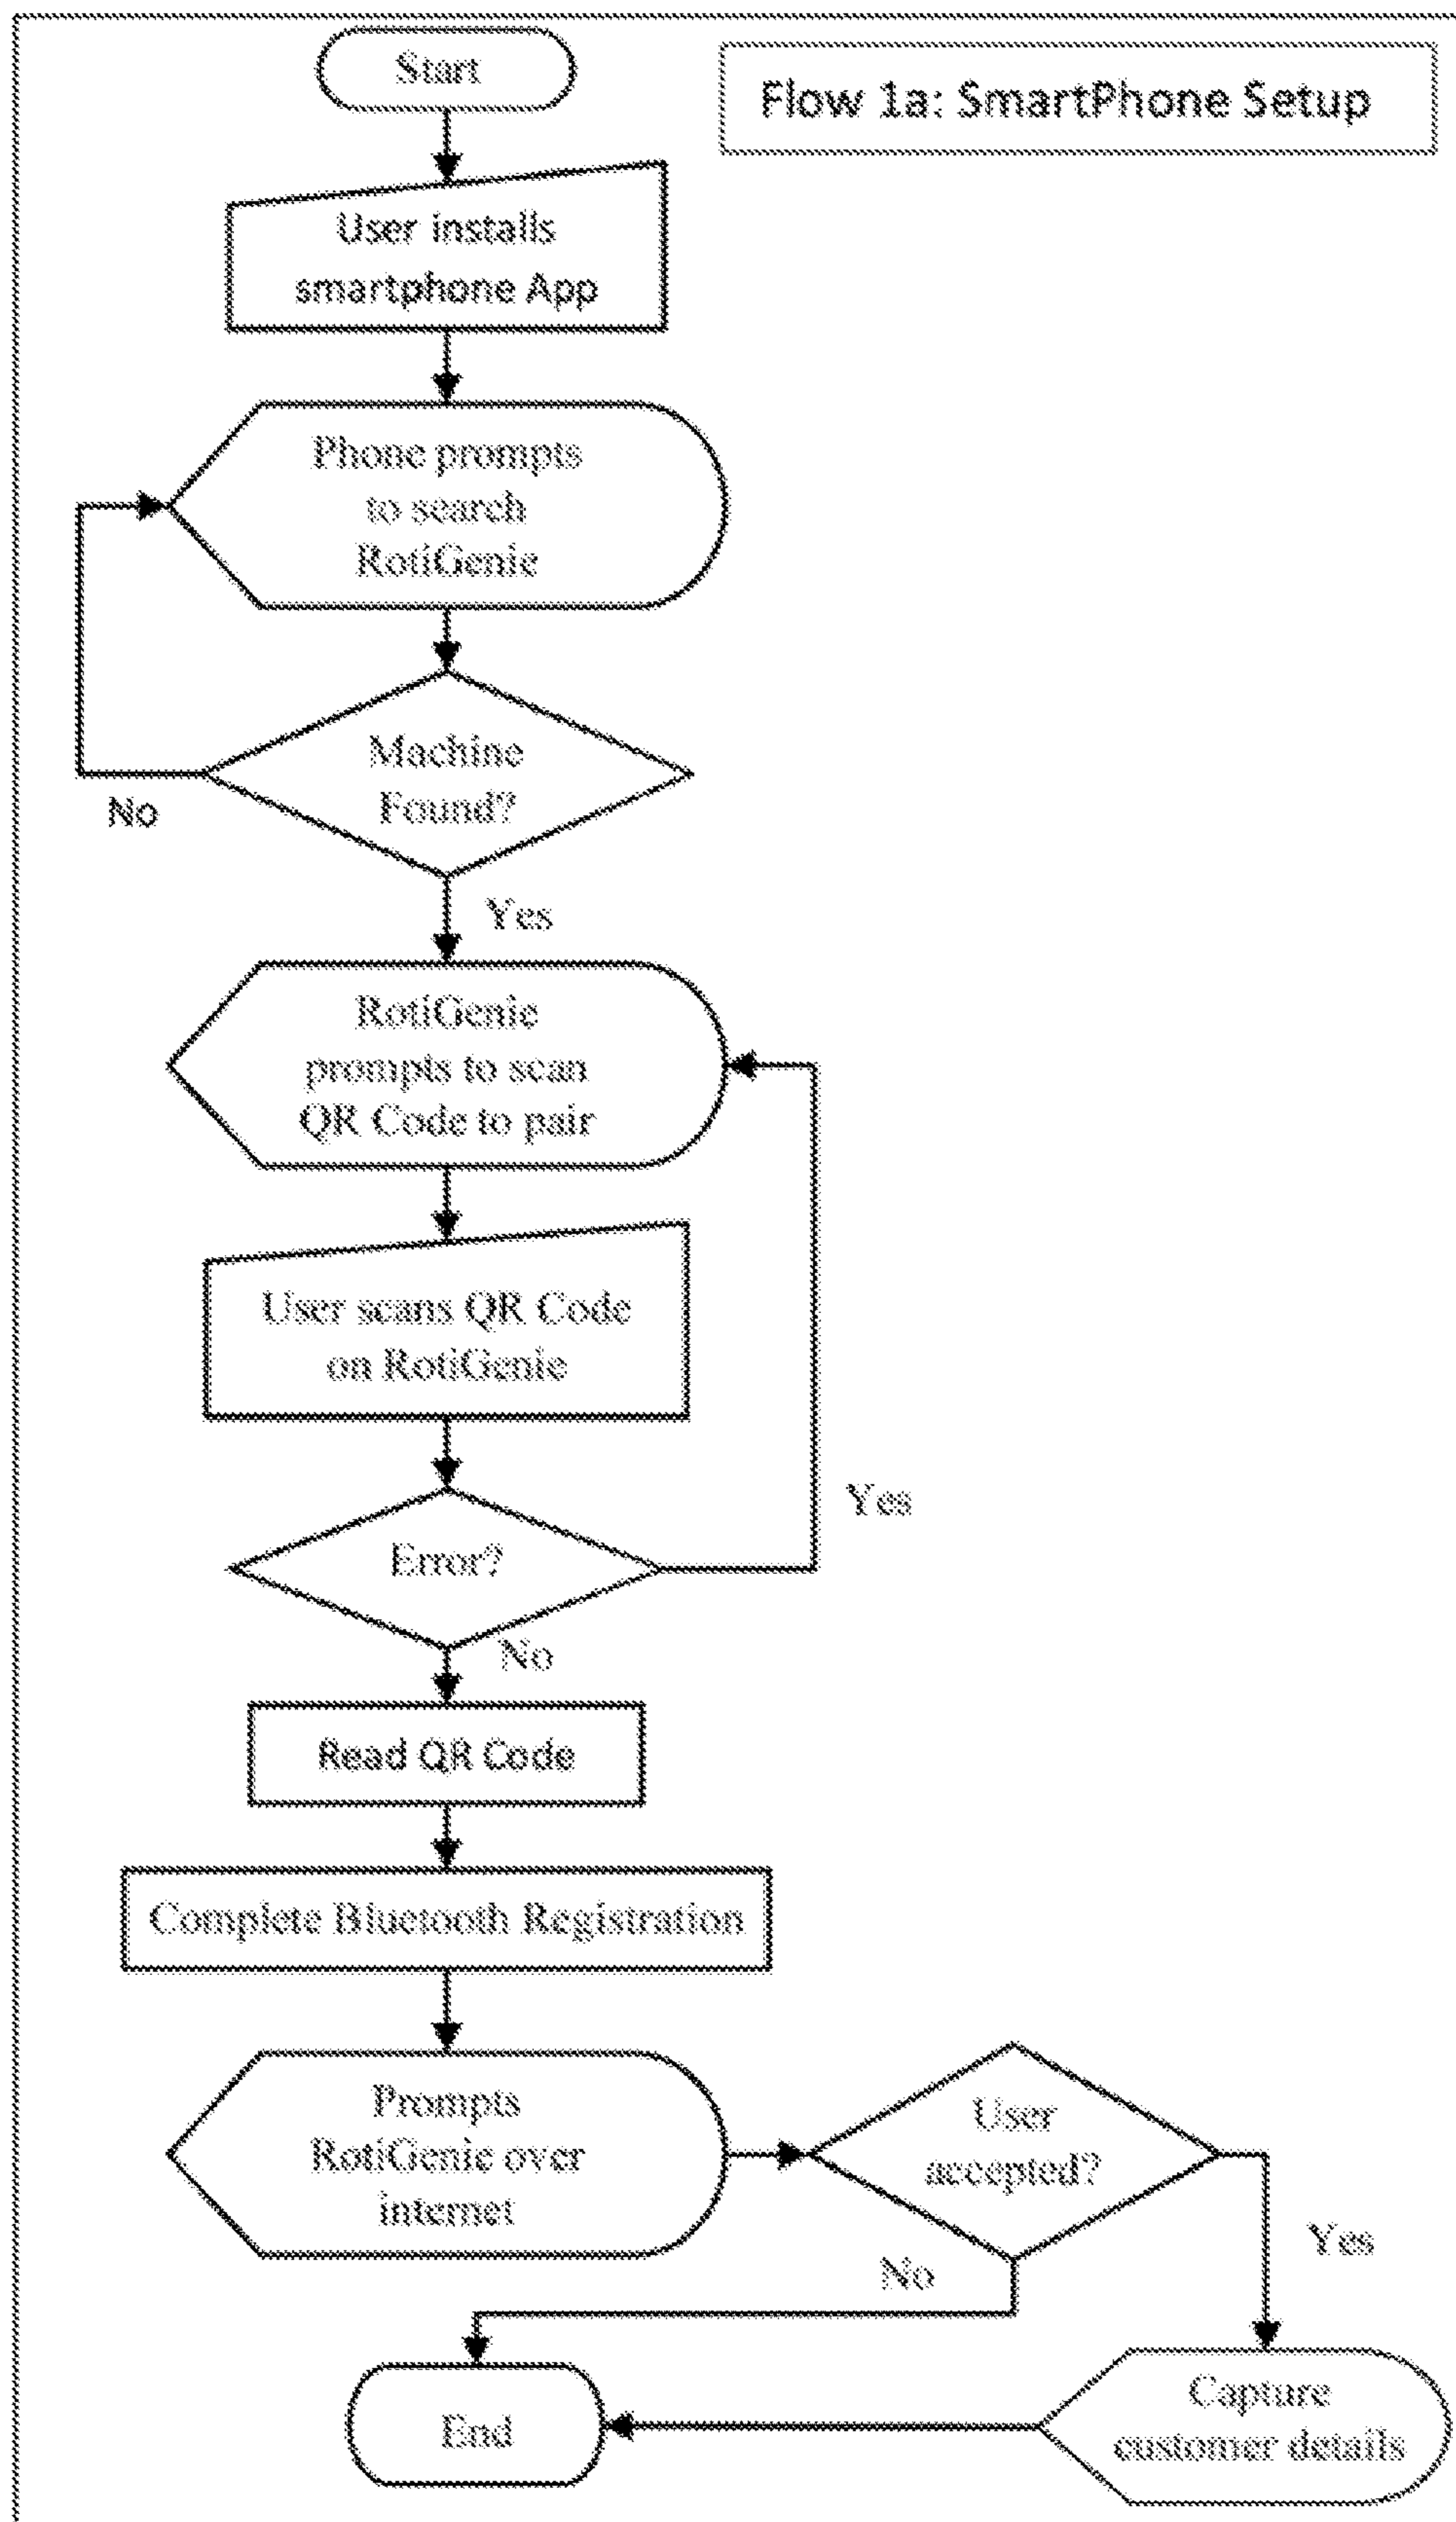 Start
Flow 1a: SmartPhone Setup
User installs
smartphone App
Phone prompts
to search
RotiGenie
Machine
Found?
No
Yes
RotiGenie
prompts to scan
QR Code to pair
User scans QR Code
on RotiGenie
Yes
Error?
No
Read QR Code
Complete Bluetooth Registration
Prompts
RotiGenie over
internet
User
accepted?
Yes
No
Capture
customer details
End